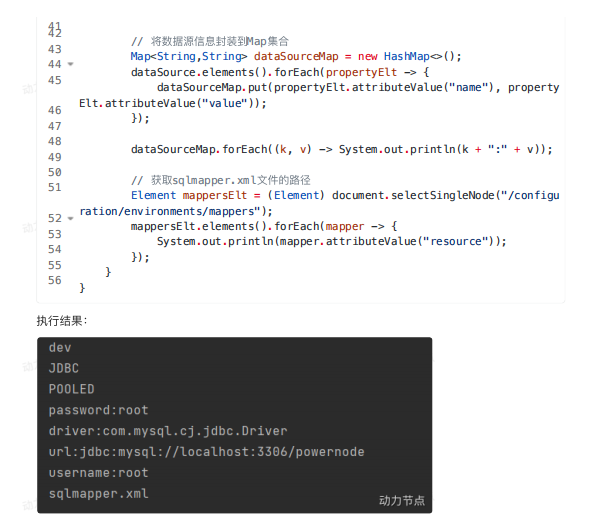 41
42
43 // 将数据源信息封装到Map集合
44 Map<String,String> dataSourceMap = new HashMap<>();
45 dataSource.elements().forEach(propertyElt -> {
dataSourceMap.put(propertyElt.attributeValue("name"), property
46 Elt.attributeValue("value"));
47 });
48
49 dataSourceMap.forEach((k, v) -> System.out.println(k + ":" + v));
50
51 // 获取sqlmapper.xml文件的路径
Element mappersElt = (Element) document.selectSingleNode("/configu
52 ration/environments/mappers");
53 mappersElt.elements().forEach(mapper -> {
54 System.out.println(mapper.attributeValue("resource"));
55 });
56 }
}
执行结果:
dev
JDBC
POOLED
password:root
driver:com.mysql.cj.jdbc.Driver
url:jdbc:mysql://localhost:3306/powernode
username:root
sqlmapper.xml
动力节点